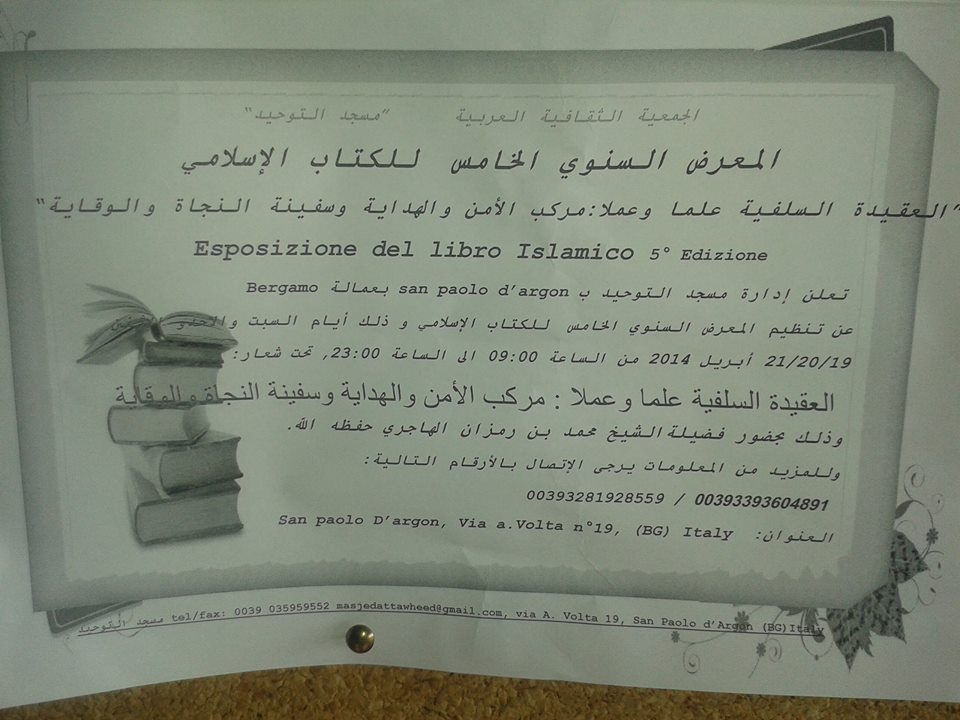 الجمعية الثقافية العربية "مسجد التوحيد"
المعرض السنوي الخامس للكتاب الإسلامي
"العقيدة السلفية علما وعملا:مركب الأمن والهداية وسفينة النجاة والوقاية"
Esposizione del libro Islamico 5° Edizione
تعلن إدارة مسجد التوحيد ب san paolo d'argon بعمالة Bergamo
عن تنظيم المعرض السنوي الخامس للكتاب الإسلامي و ذلك أيام السبت
21/20/19 أبريل 2014 من الساعة 09:00 الى الساعة 23:00, تحت شعار:
العقيدة السلفية علما وعملا : مركب الأمن والهداية وسفينة النجاة والوقاية
وذلك بحضور فضيلة الشيخ محمد بن رمزان الهاجري حفظه الله.
وللمزيد من المعلومات يرجى الإتصال بالأرقام التالية:
00393281928559 / 00393393604891
العنوان: San paolo D'argon, Via a.Volta n°19, (BG) Italy
مسجد التوحيد tel/fax: 0039 035959552 masjedattawheed@gmail.com, via A. Volta 19, San Paolo d'Argon (BG)Italy